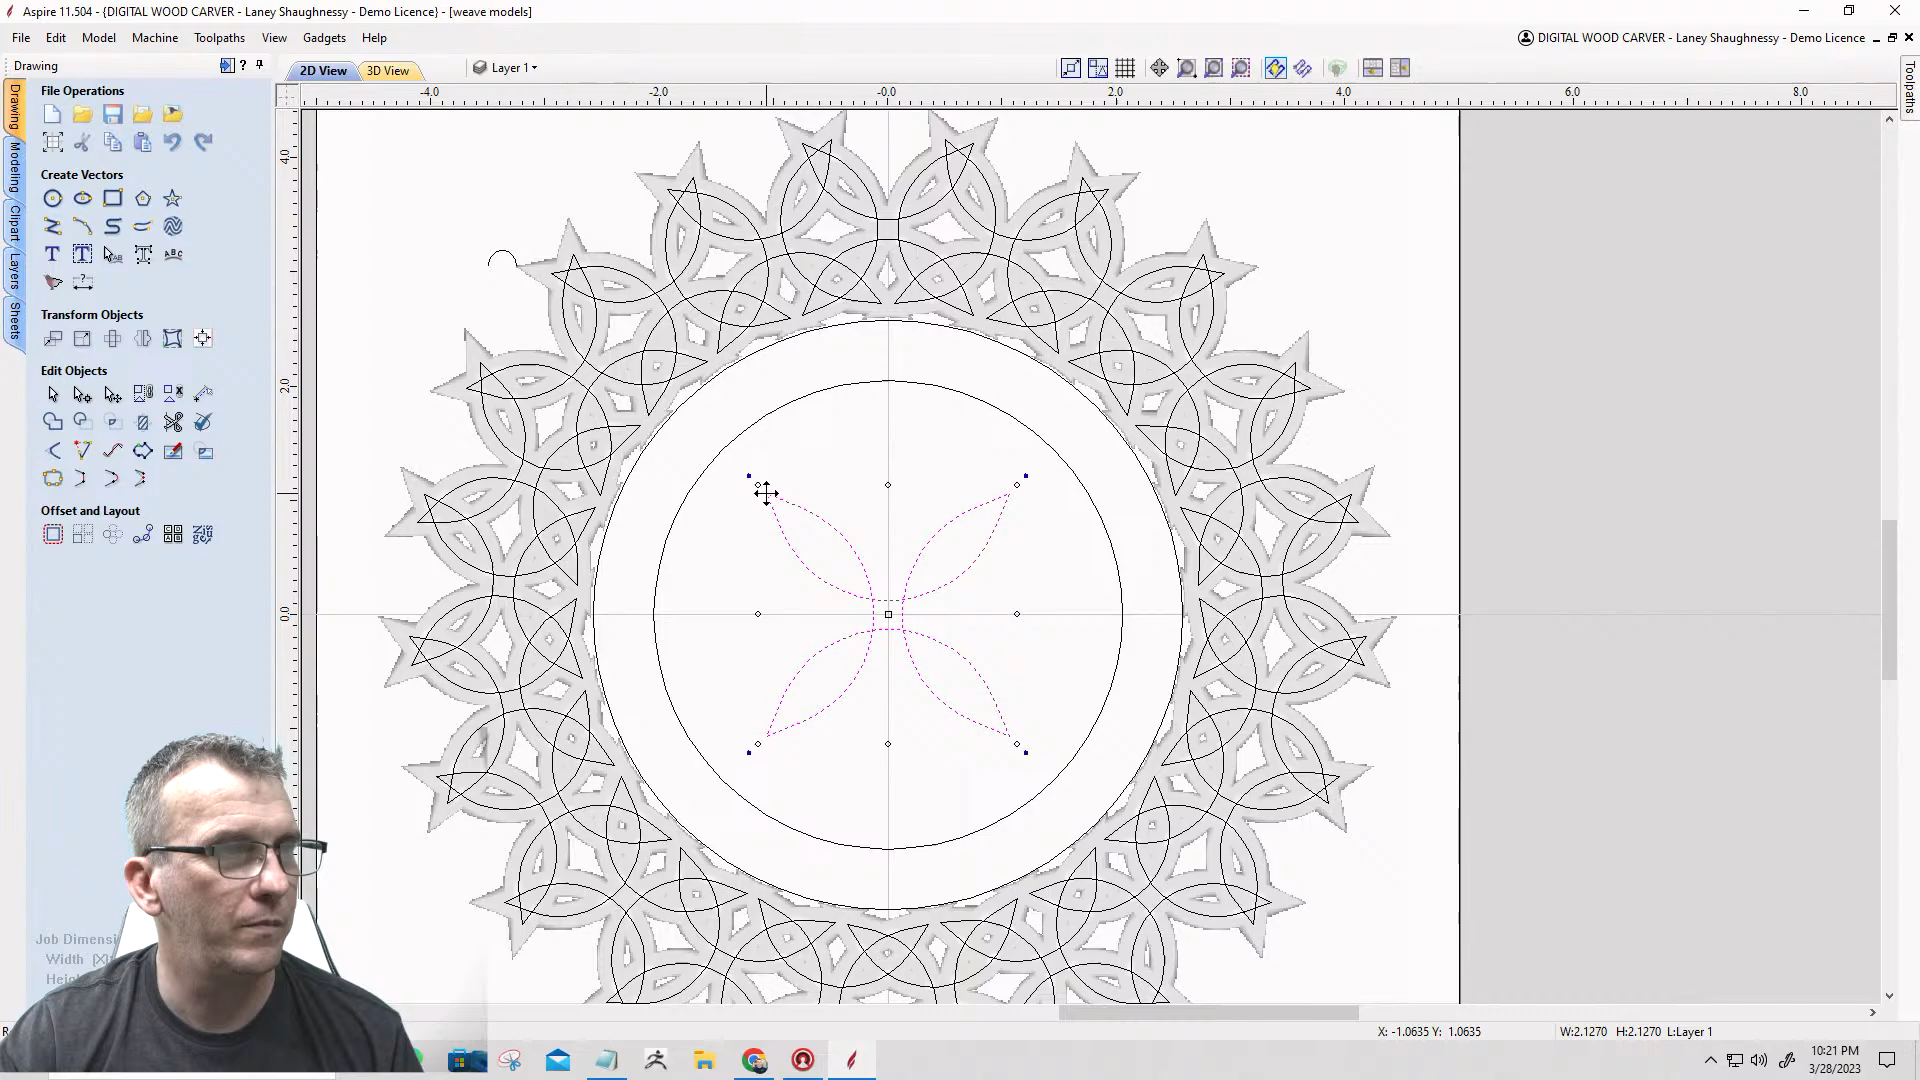 Aspire 11.504 - {DIGITAL WOOD CARVER - Laney Shaughnessy - Demo Licence} - [weave models]
File Edit Model Machine Toolpaths View Gadgets Help
DIGITAL WOOD CARVER - Laney Shaughnessy - Demo Licence
Drawing
2D View
3D View
Layer 1
Toolpaths
Drawing
Modeling
Clipart
Layers
Sheets
File Operations
Create Vectors
Transform Objects
Edit Objects
Offset and Layout
-4.0 -2.0 -0.0 2.0 4.0 6.0 8.0
4.0
2.0
0.0
Job Dimensi
Width
X: -1.0635 Y: 1.0635
W:2.1270 H:2.1270 L:Layer 1
10:21 PM
3/28/2023